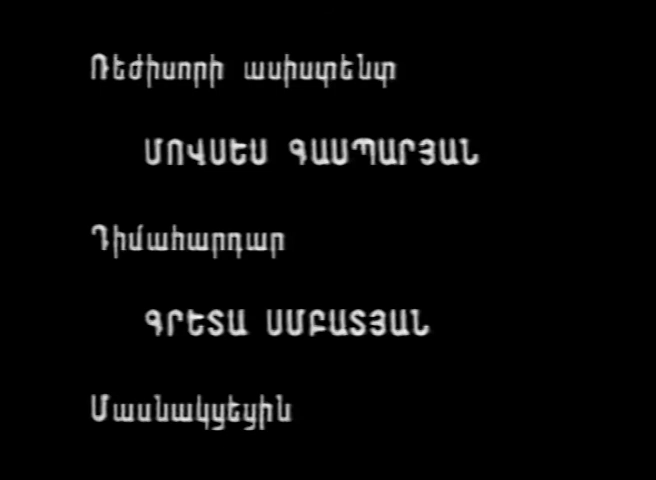 Ռեժիսորի ասիստենտ
ՄՈՎՍԵՍ ԳԱՍՊԱՐՅԱՆ
Դիմահարդար
ԳՐԵՏԱ ՍՄԲԱՏՅԱՆ
Մասնակցեցին